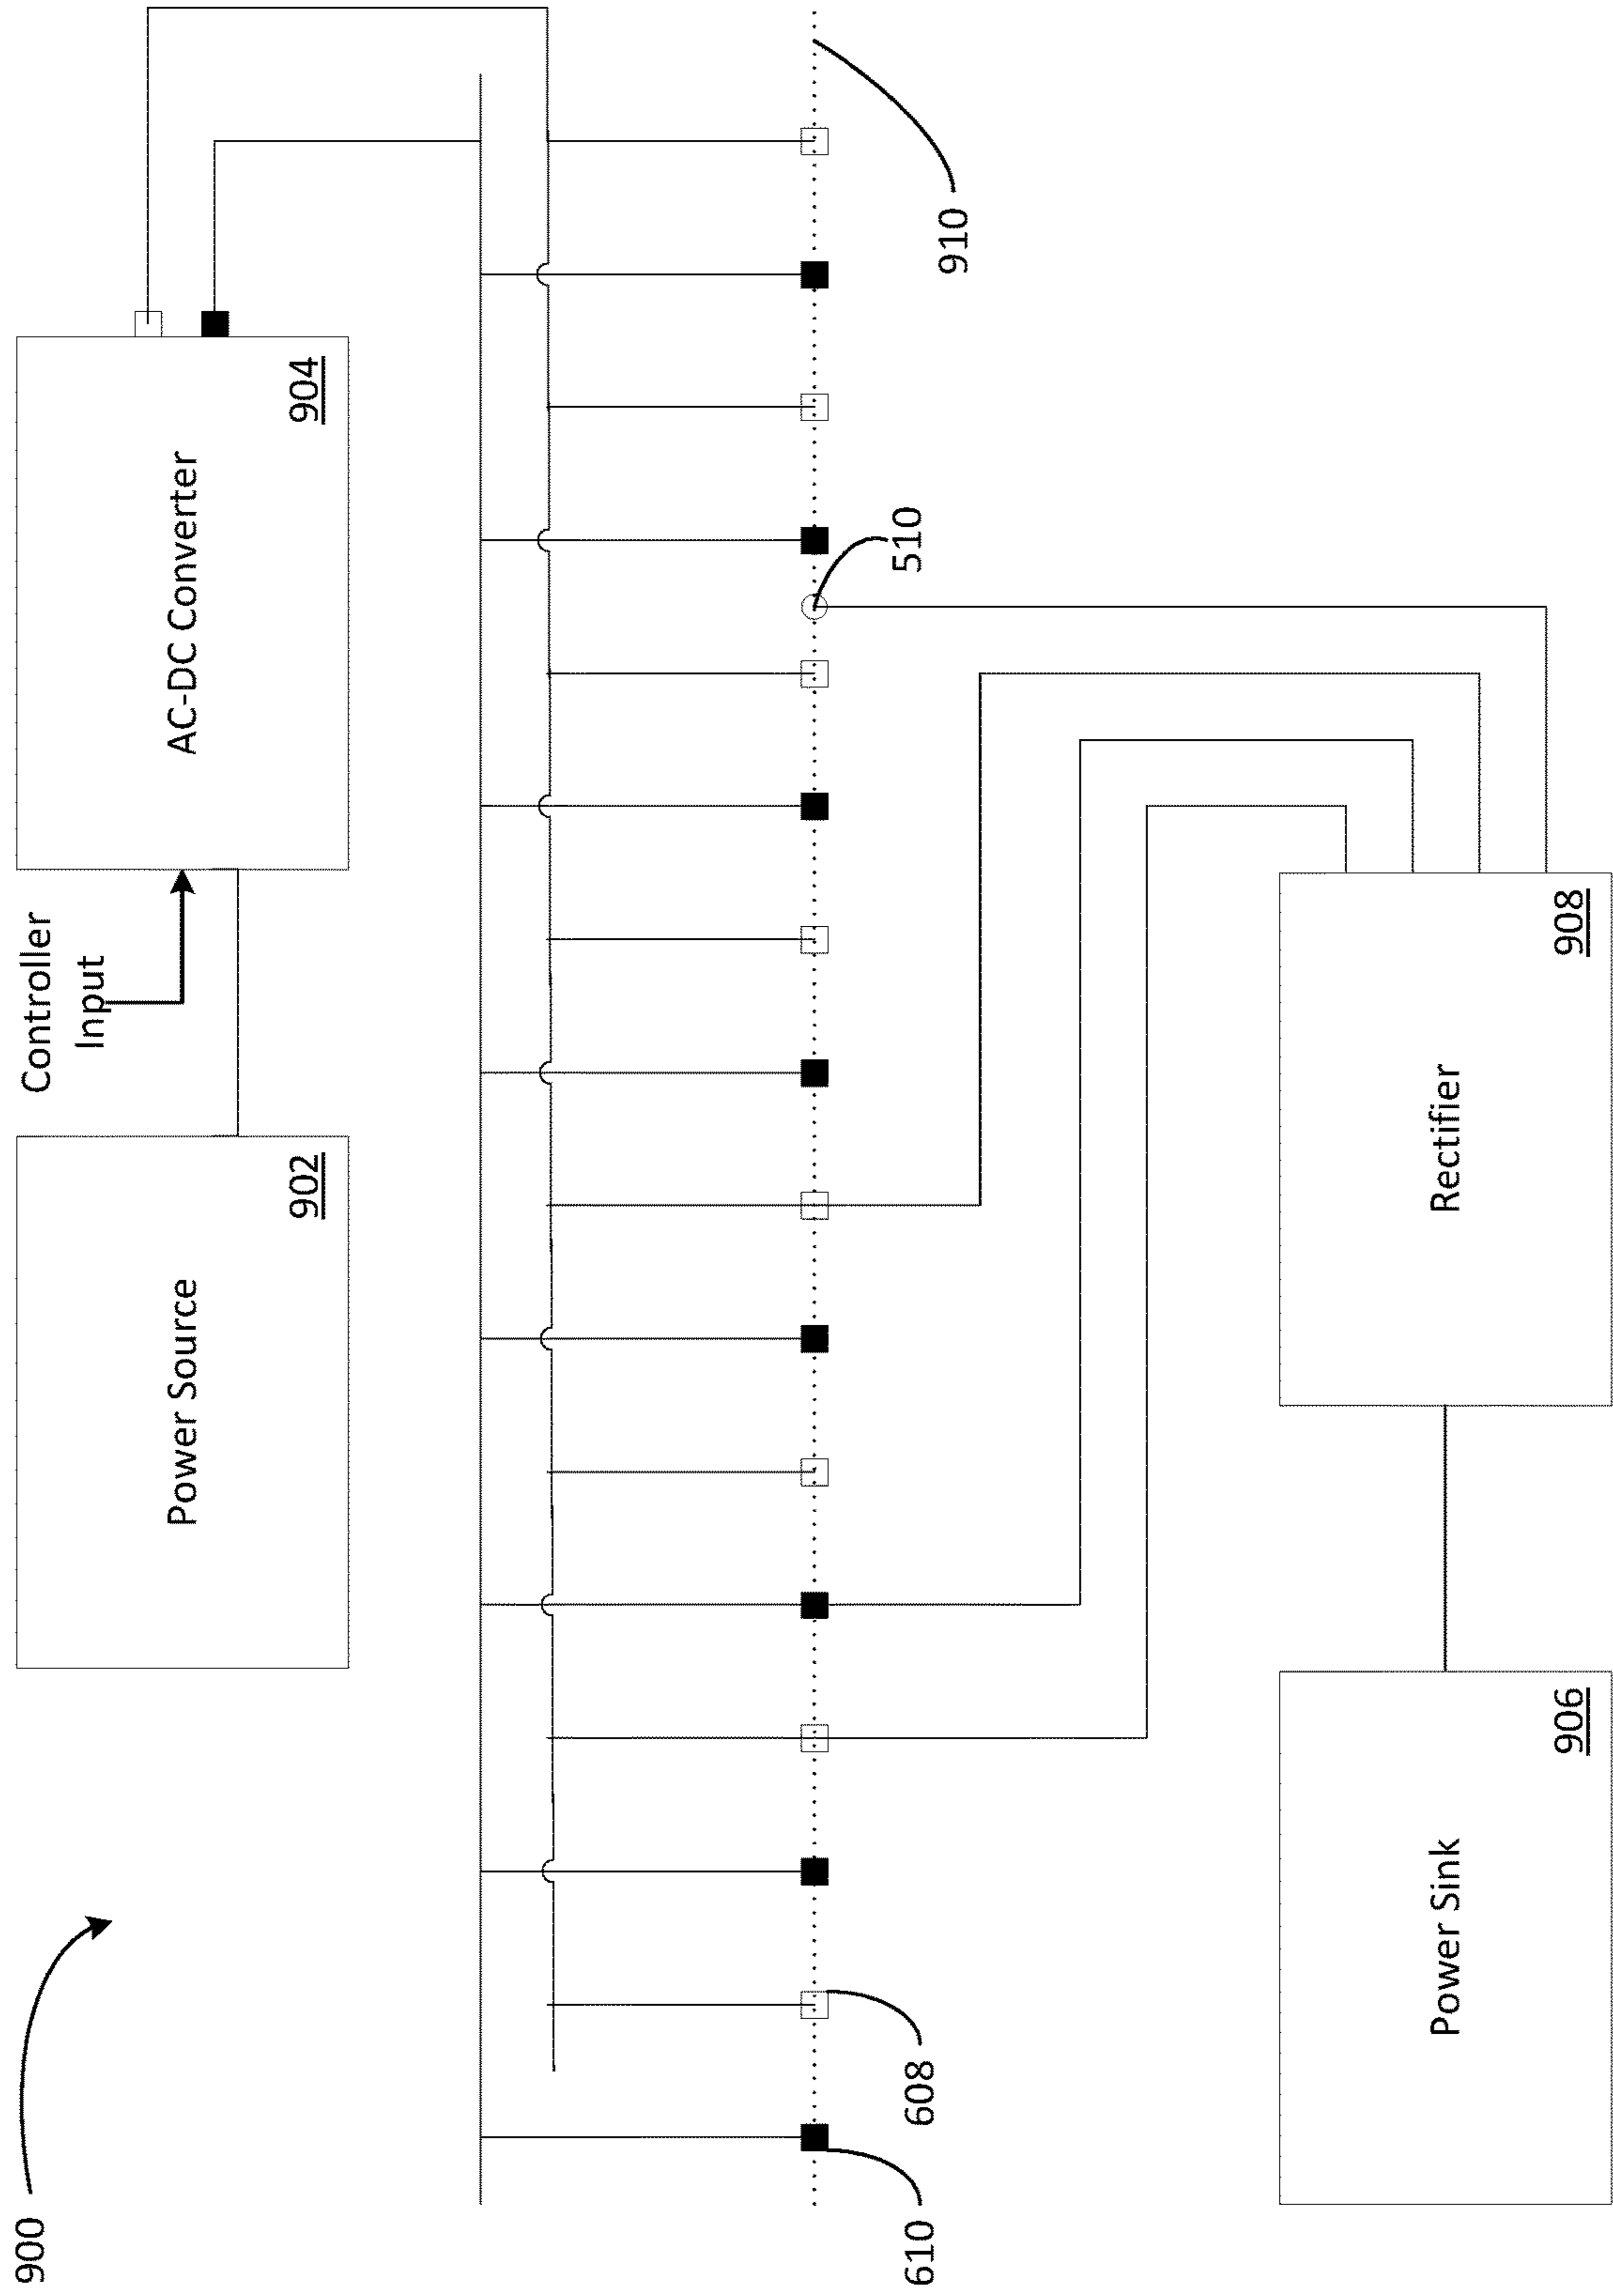 900
Power Source
902
Controller
Input
AC-DC Converter
904
610
608
510
910
Power Sink
906
Rectifier
908